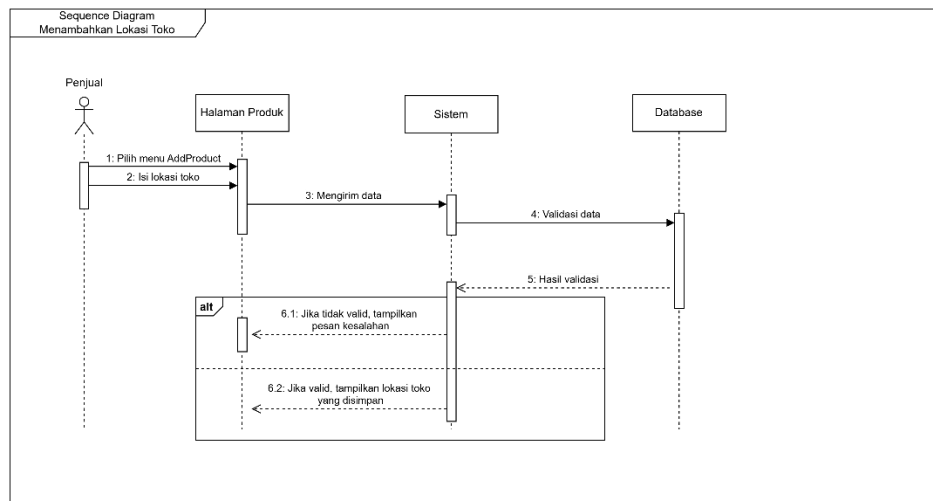 Sequence Diagram
Menambahkan Lokasi Toko
Penjual
Halaman Produk
Sistem
Database
1: Pilih menu AddProduct
2: Isi lokasi toko
3: Mengirim data
4: Validasi data
5: Hasil validasi
alt
6.1: Jika tidak valid, tampilkan
pesan kesalahan
6.2: Jika valid, tampilkan lokasi toko
yang disimpan